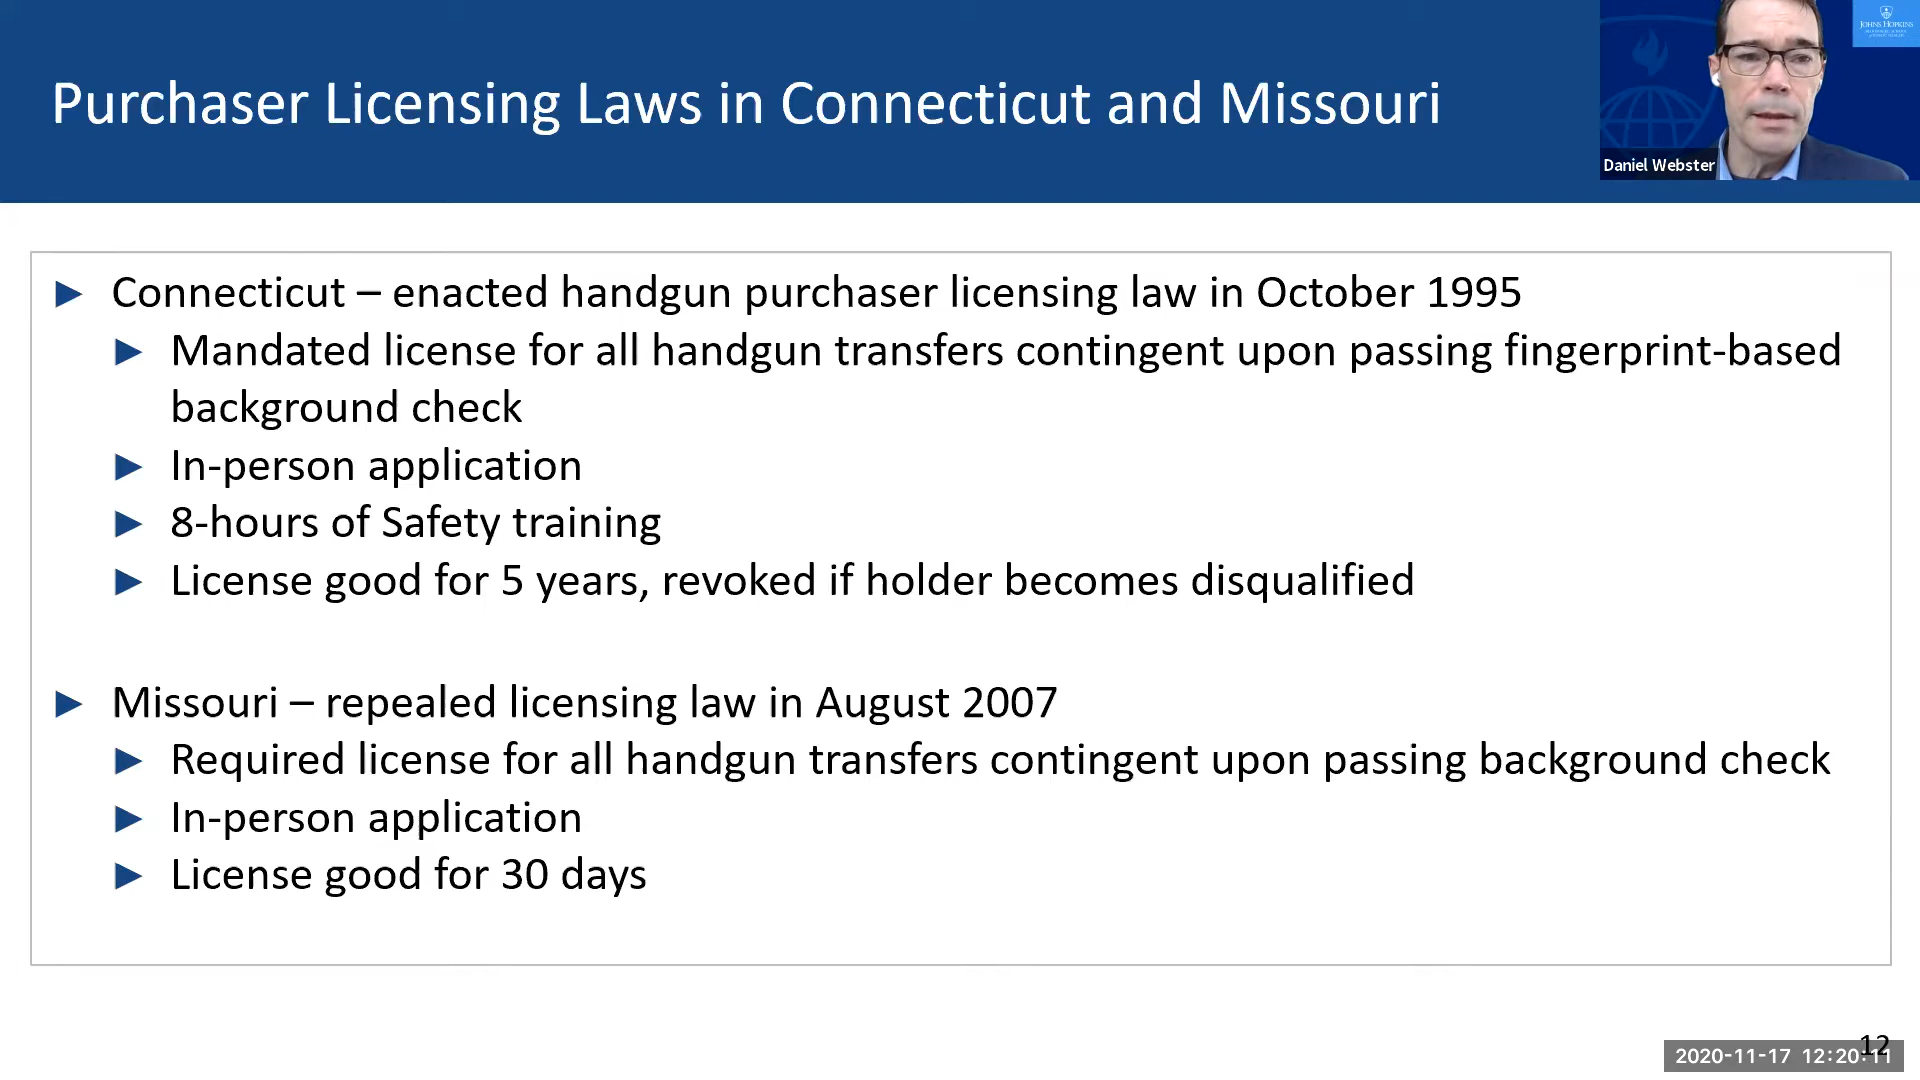 Purchaser Licensing Laws in Connecticut and Missouri
JOHNS HOPKINS
Daniel Webster
► Connecticut – enacted handgun purchaser licensing law in October 1995
► Mandated license for all handgun transfers contingent upon passing fingerprint-based
background check
► In-person application
► 8-hours of Safety training
► License good for 5 years, revoked if holder becomes disqualified
► Missouri – repealed licensing law in August 2007
► Required license for all handgun transfers contingent upon passing background check
► In-person application
► License good for 30 days
12
2020-11-17 12:20:11